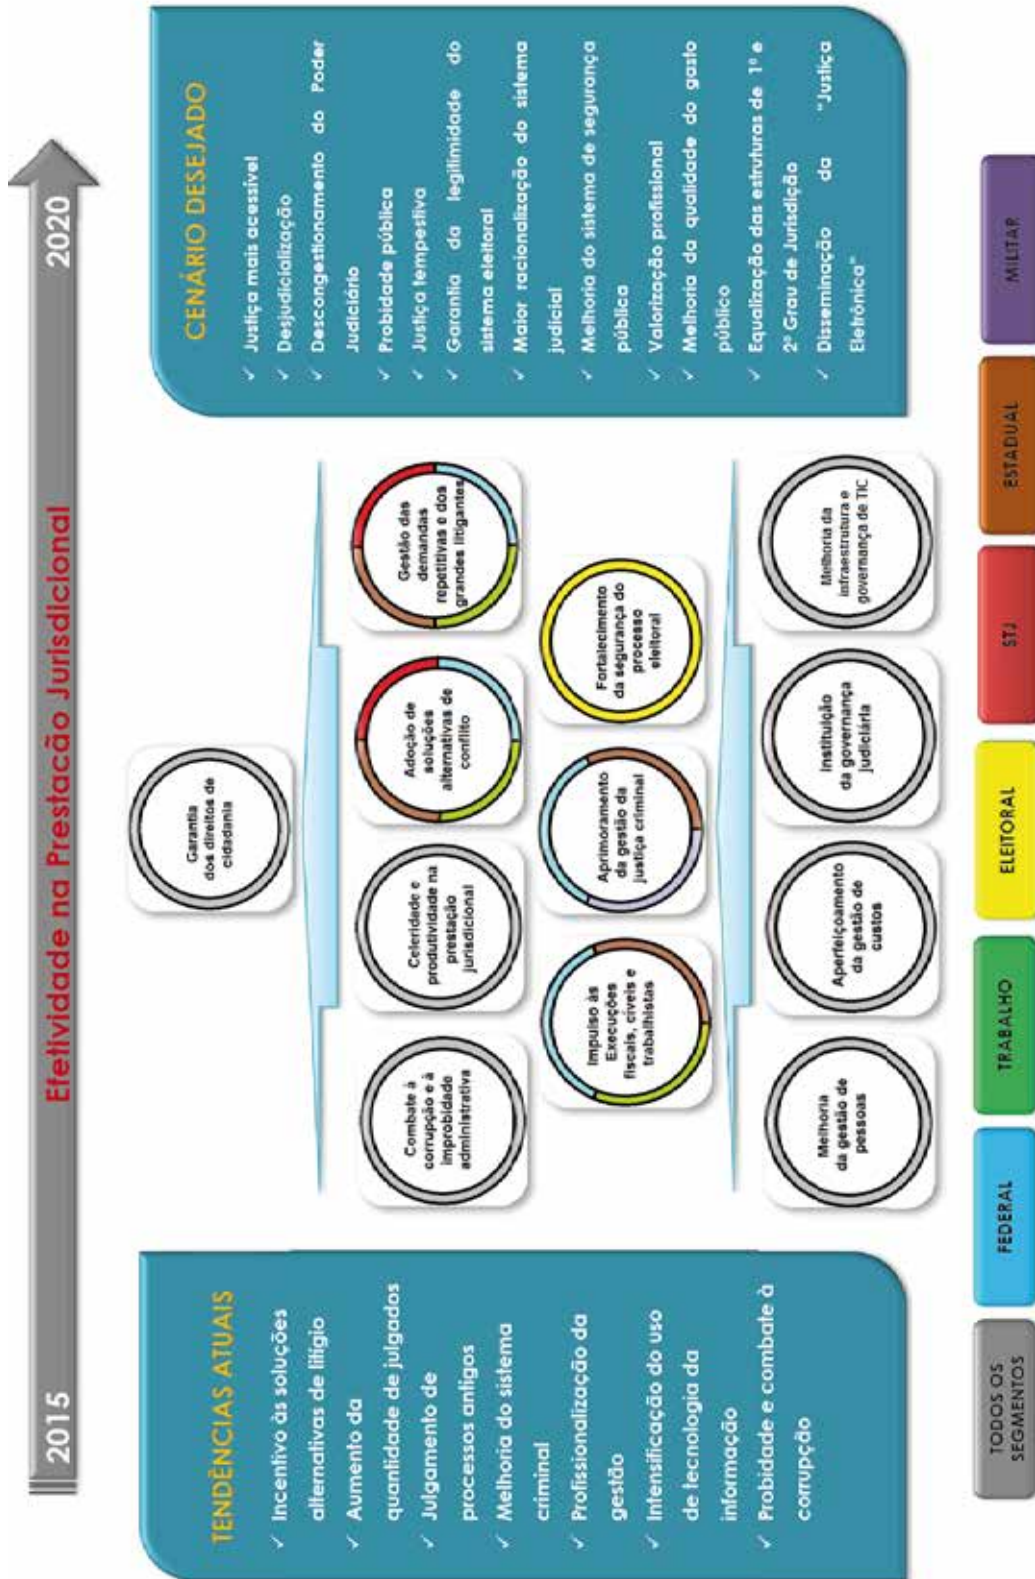 Efetividade na Prestação Jurisdicional
2015
2020
TENDÊNCIAS ATUAIS
✓ Incentivo às soluções
alternativas de litígio
✓ Aumento da
quantidade de julgados
✓ Julgamento de
processos antigos
✓ Melhoria do sistema
criminal
✓ Profissionalização da
gestão
✓ Intensificação do uso
de tecnologia da
informação
✓ Probidade e combate à
corrupção
Garantia
dos direitos de
cidadania
Combate à
corrupção e à
improbidade
administrativa
Celeridade e
produtividade na
prestação
jurisdicional
Adoção de
soluções
alternativas de
conflito
Gestão das
demandas
repetitivas e dos
grandes litigantes
Impulso às
Execuções
fiscais, cíveis e
trabalhistas
Aprimoramento
da gestão da
justiça criminal
Fortalecimento
da segurança do
processo
eleitoral
Melhoria
da gestão de
pessoas
Aperfeiçoamento
da gestão de
custos
Instituição
da governança
judiciária
Melhoria da
infraestrutura e
governança de TIC
CENÁRIO DESEJADO
✓ Justiça mais acessível
✓ Desjudicialização
✓ Descongestionamento do Poder
Judiciário
✓ Probidade pública
✓ Justiça tempestiva
✓ Garantia da legitimidade do
sistema eleitoral
✓ Maior racionalização do sistema
judicial
✓ Melhoria do sistema de segurança
pública
✓ Valorização profissional
✓ Melhoria da qualidade do gasto
público
✓ Equalização das estruturas de 1º e
2º Grau de Jurisdição
✓ Disseminação da "Justiça
Eletrônica"
TODOS OS
SEGMENTOS
FEDERAL
TRABALHO
ELEITORAL
STJ
ESTADUAL
MILITAR